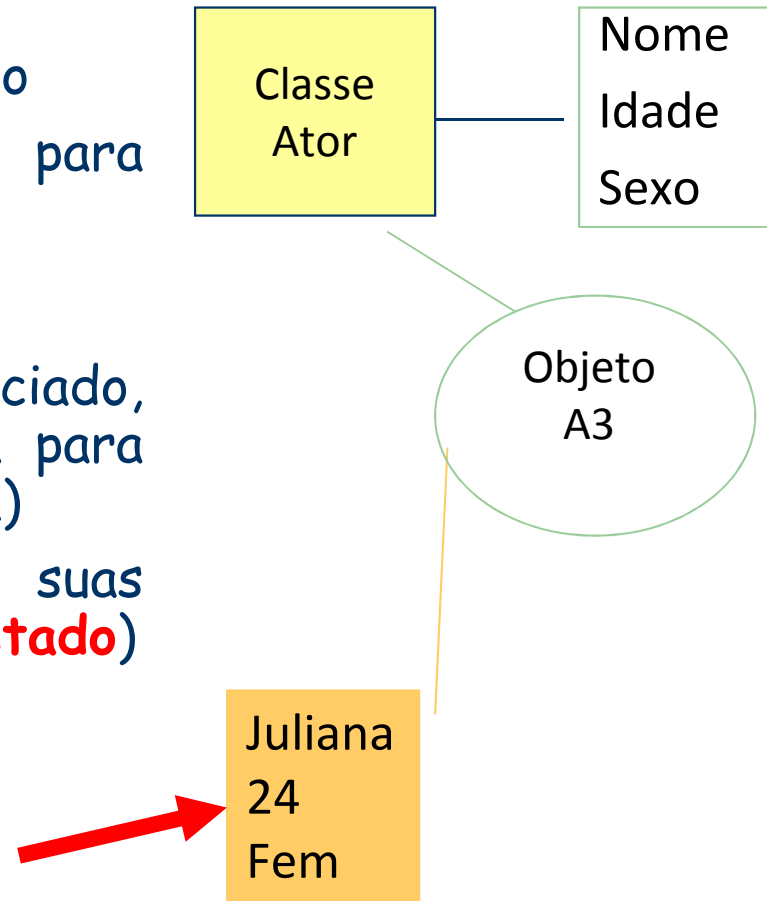 o
para
ciado,
para
)
suas
tado)
Classe
Ator
Nome
Idade
Sexo
Objeto
A3
Juliana
24
Fem